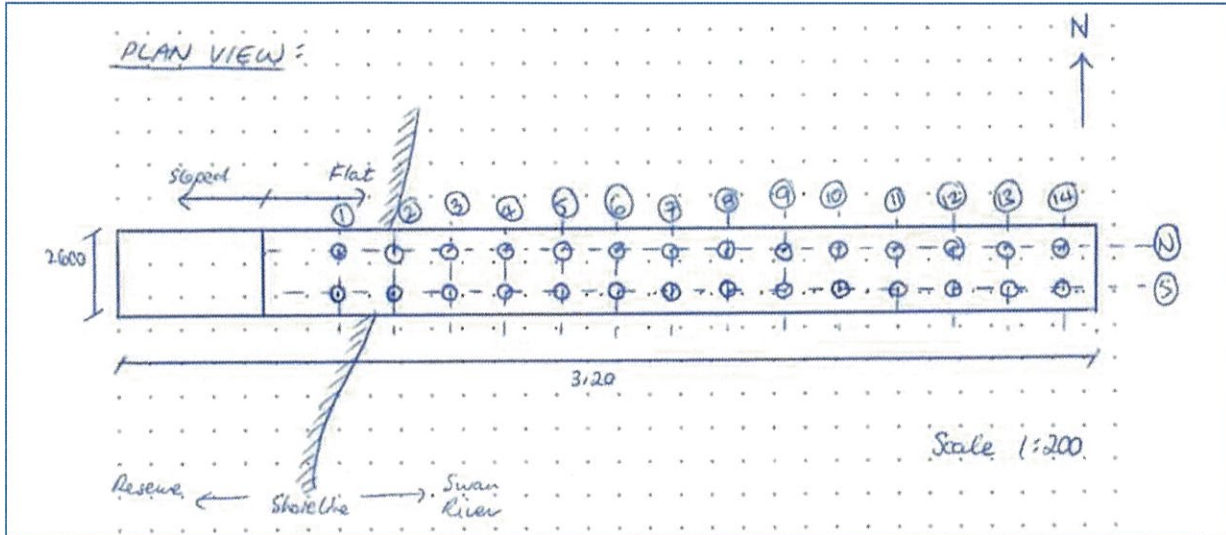 PLAN VIEW:
N
Sloped Flat
1 2 3 4 5 6 7 8 9 10 11 12 13 14
2600
N
S
3120
Scale 1:200
Reserve Shoreline Swan
River